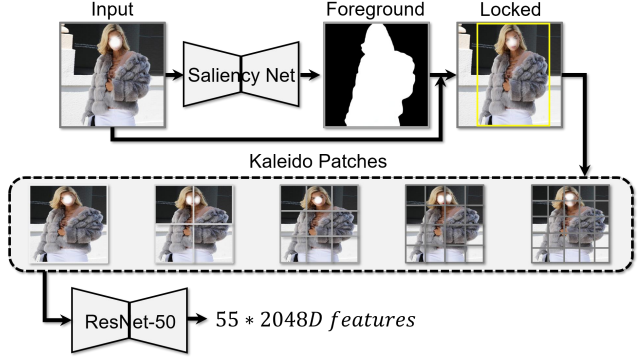 Input
Foreground
Locked
Saliency Net
Kaleido Patches
ResNet-50
55 * 2048D features